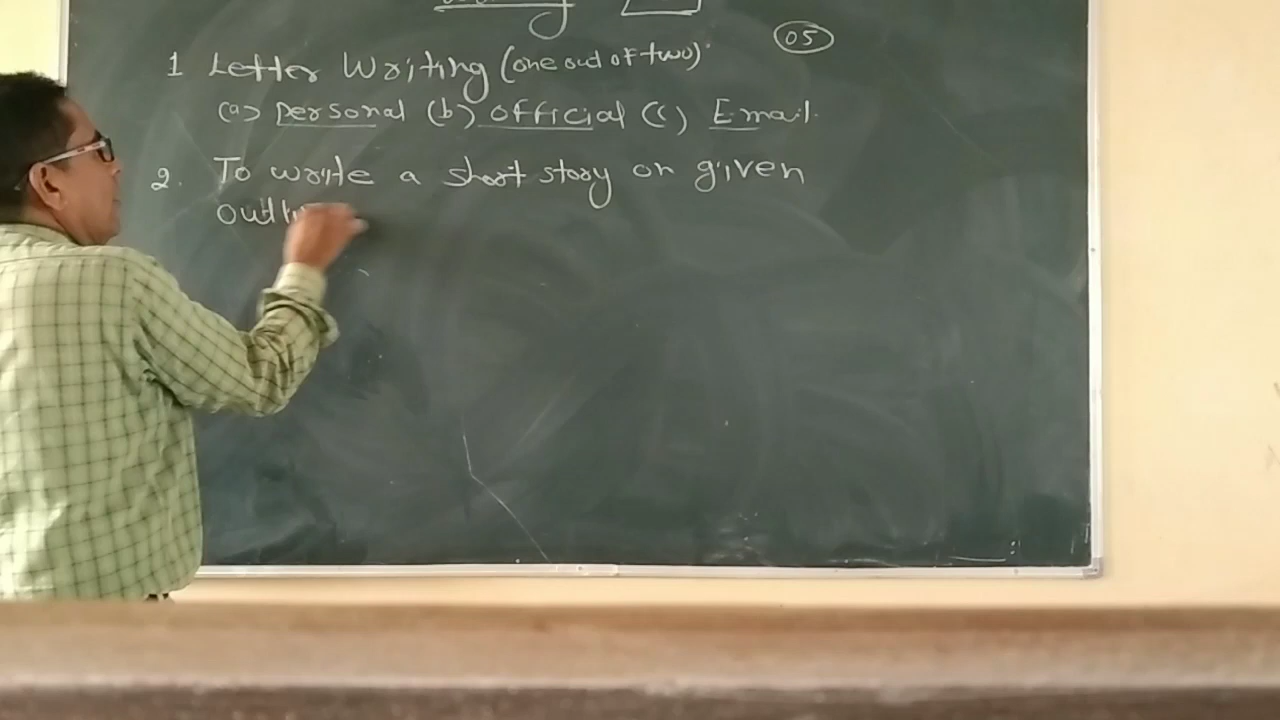 1 Letter Writing (one out of two) 05
(a) personal (b) official (c) Email.
2. To write a short story on given